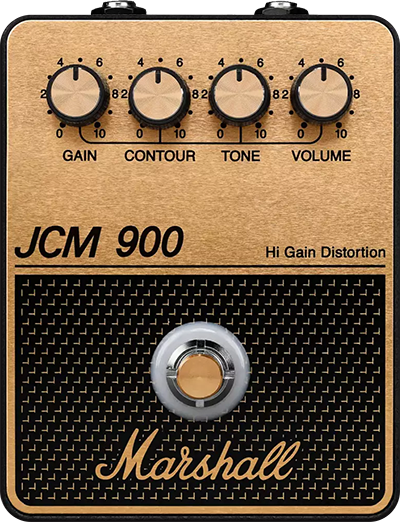 4 6 4 6 4 6 4 6
2 8 2 8 2 8 2 8
0 10 0 10 0 10 0 10
GAIN CONTOUR TONE VOLUME
JCM 900
Hi Gain Distortion
Marshall